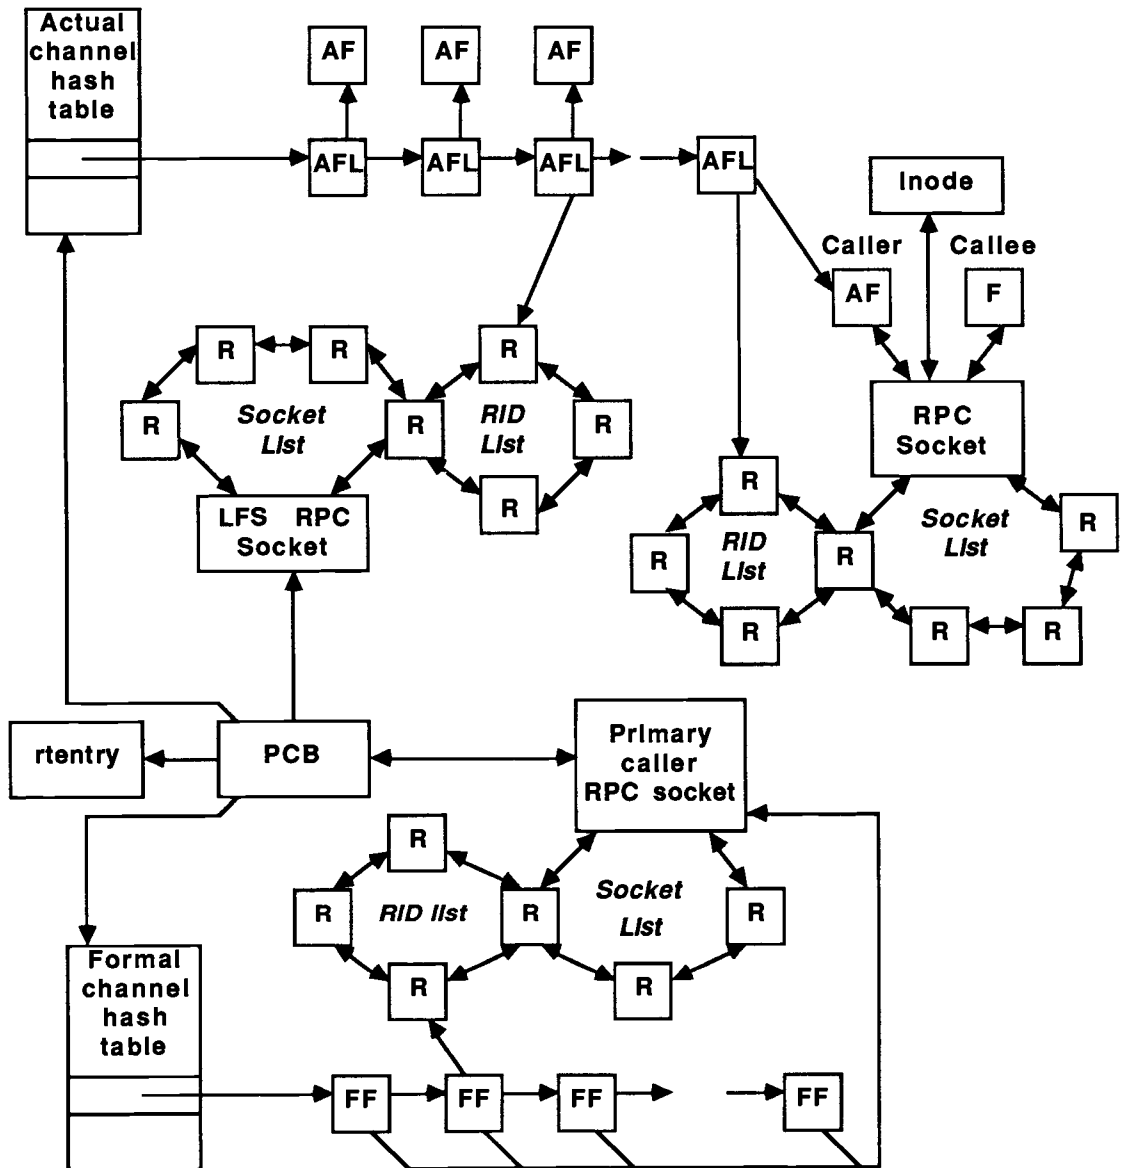 Actual
channel
hash
table
AF
AF
AF
AFL
AFL
AFL
AFL
Inode
Caller
Callee
AF
F
R
R
R
R
R
R
R
Socket
List
RID
List
LFS RPC
Socket
RPC
Socket
R
R
R
R
R
R
R
RID
List
Socket
List
rtentry
PCB
Primary
caller
RPC socket
R
R
R
R
R
R
RID list
Socket
List
Formal
channel
hash
table
FF
FF
FF
FF